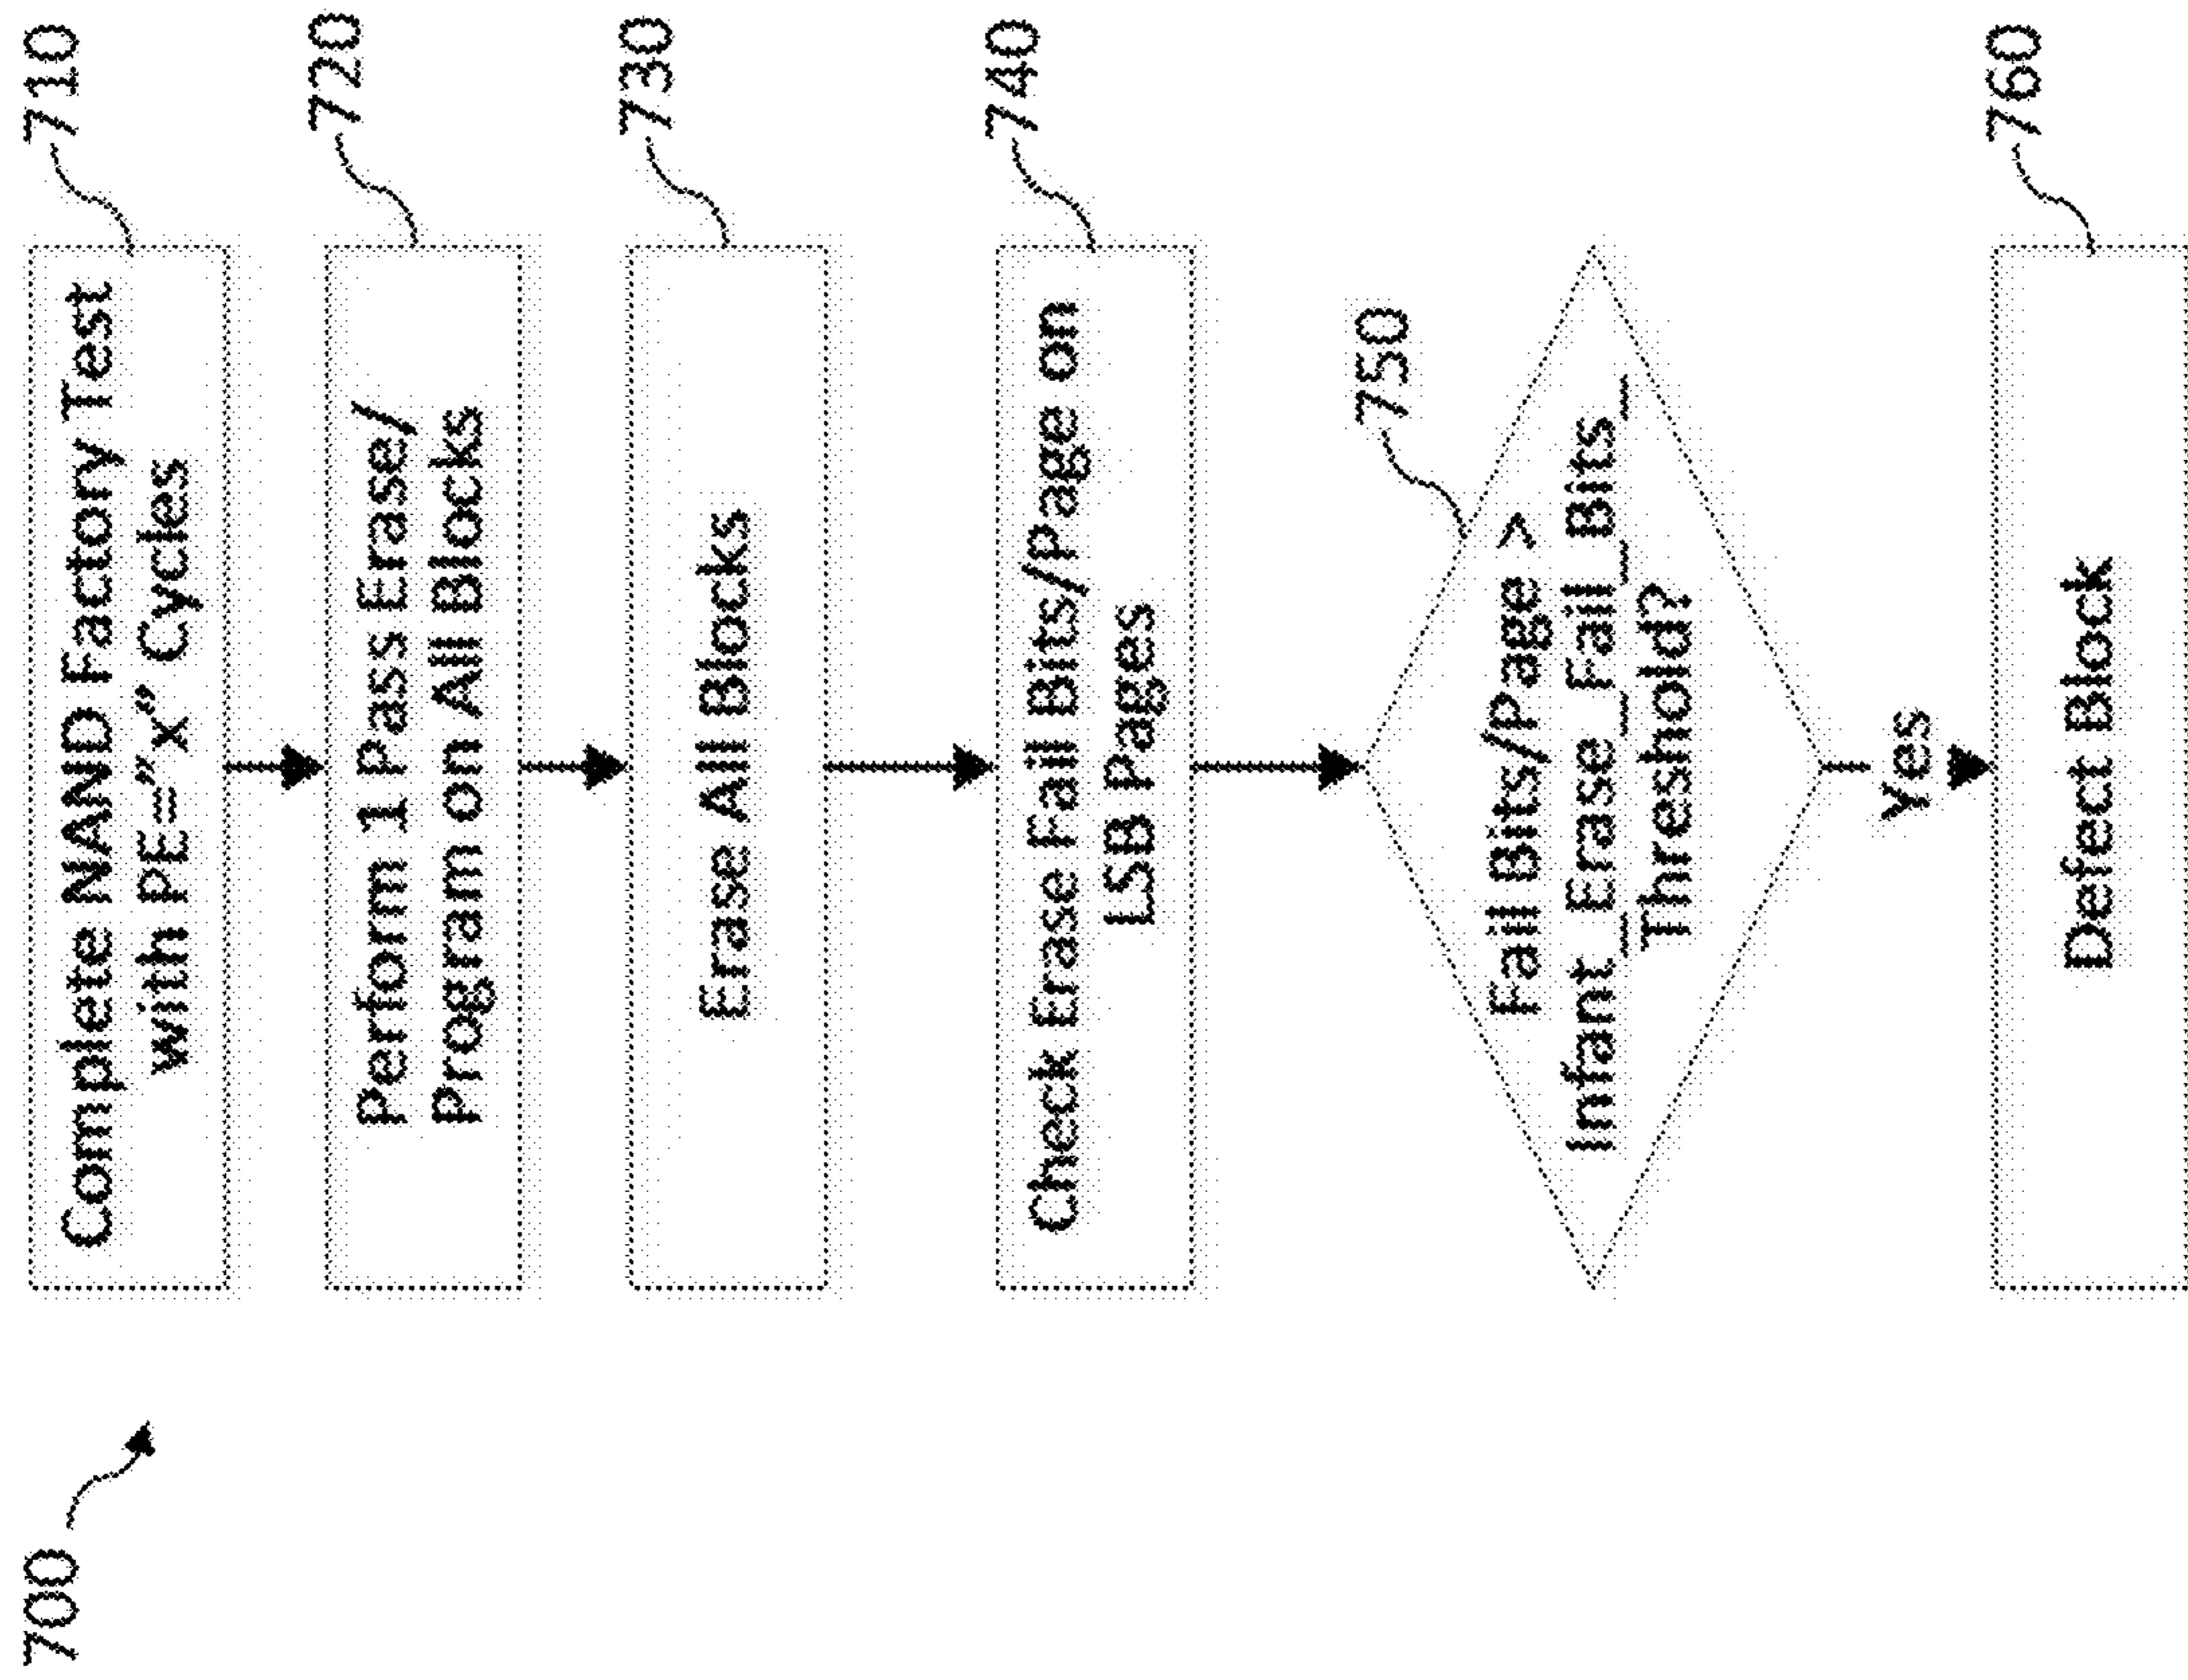 700
710
Complete NAND Factory Test
with PE="x" Cycles
720
Perform 1 Pass Erase/
Program on All Blocks
730
Erase All Blocks
740
Check Erase Fail Bits/Page on
LSB Pages
750
Fail Bits/Page >
Infant_Erase_Fail_Bits_
Threshold?
Yes
760
Defect Block